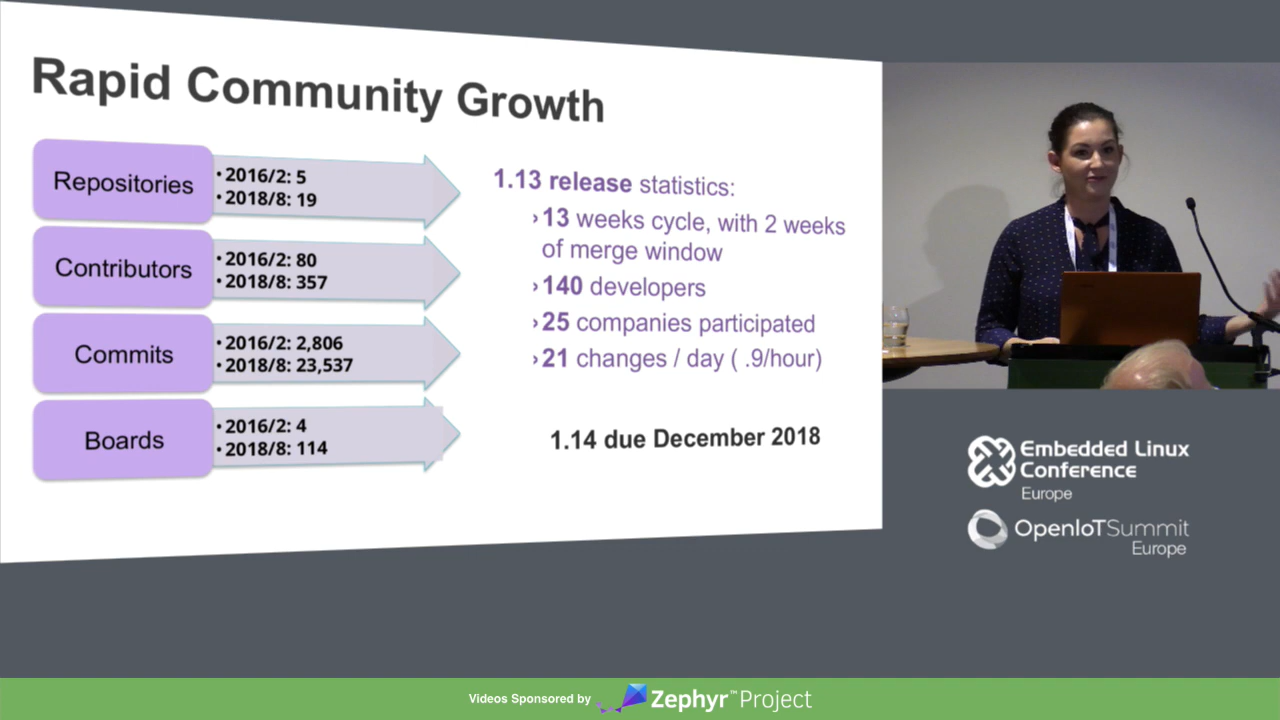 Rapid Community Growth
Repositories
• 2016/2: 5
• 2018/8: 19
Contributors
• 2016/2: 80
• 2018/8: 357
Commits
• 2016/2: 2,806
• 2018/8: 23,537
Boards
• 2016/2: 4
• 2018/8: 114
1.13 release statistics:
›13 weeks cycle, with 2 weeks
of merge window
›140 developers
›25 companies participated
›21 changes / day ( .9/hour)
1.14 due December 2018
Embedded Linux
Conference
Europe
OpenIoTSummit
Europe
Videos Sponsored by Zephyr™Project